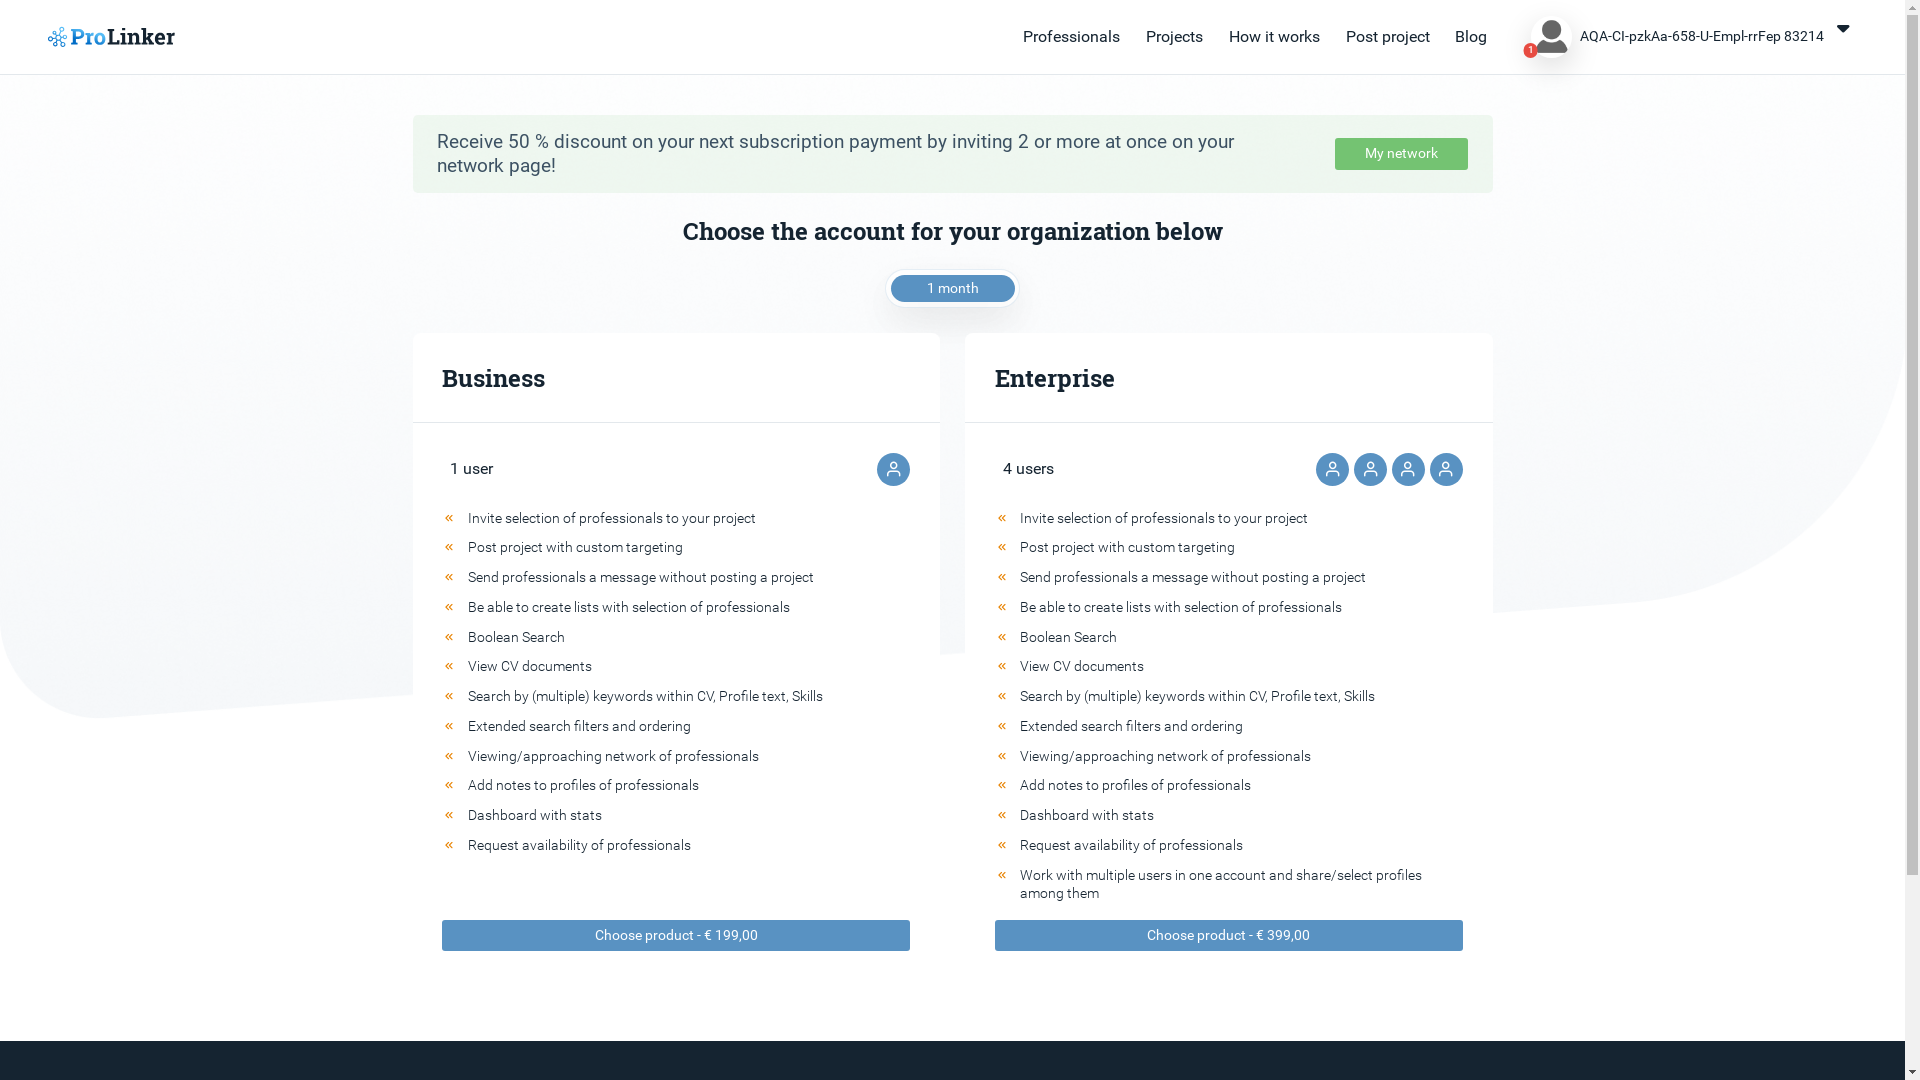 ProLinker
Professionals
Projects
How it works
Post project
Blog
1
AQA-CI-pzkAa-658-U-Empl-rrFep 83214
Receive 50 % discount on your next subscription payment by inviting 2 or more at once on your
network page!
My network
Choose the account for your organization below
1 month
Business
1 user
Invite selection of professionals to your project
Post project with custom targeting
Send professionals a message without posting a project
Be able to create lists with selection of professionals
Boolean Search
View CV documents
Search by (multiple) keywords within CV, Profile text, Skills
Extended search filters and ordering
Viewing/approaching network of professionals
Add notes to profiles of professionals
Dashboard with stats
Request availability of professionals
Choose product - € 199,00
Enterprise
4 users
Invite selection of professionals to your project
Post project with custom targeting
Send professionals a message without posting a project
Be able to create lists with selection of professionals
Boolean Search
View CV documents
Search by (multiple) keywords within CV, Profile text, Skills
Extended search filters and ordering
Viewing/approaching network of professionals
Add notes to profiles of professionals
Dashboard with stats
Request availability of professionals
Work with multiple users in one account and share/select profiles
among them
Choose product - € 399,00